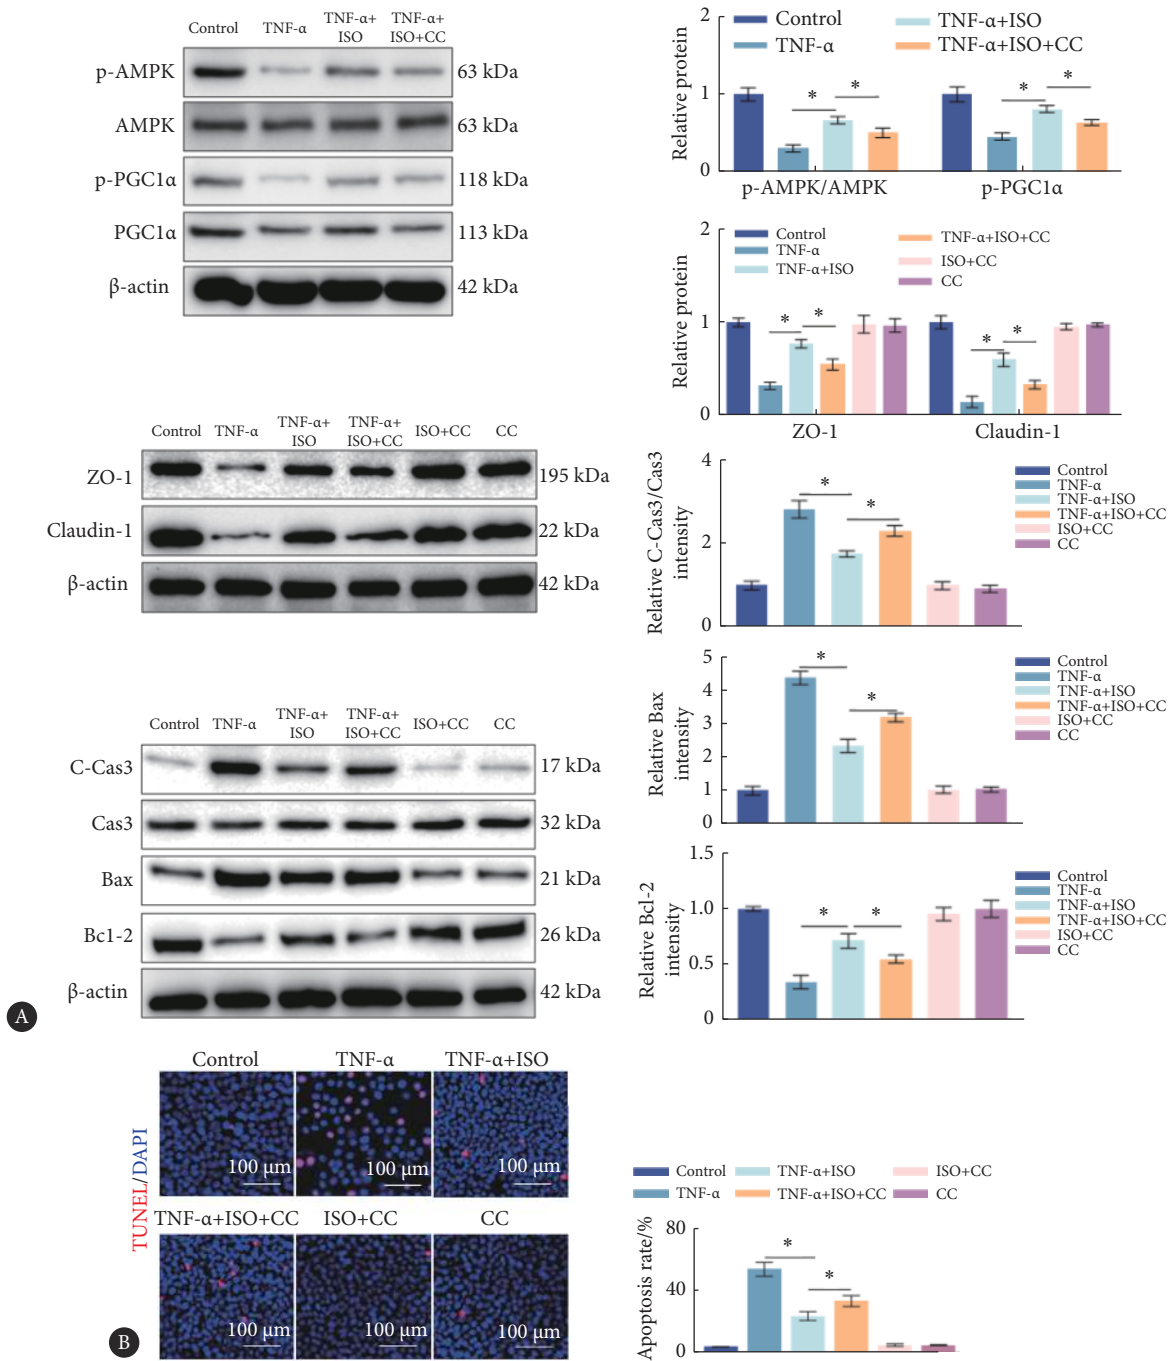 Control TNF-α TNF-α+ISO TNF-α+ISO+CC
p-AMPK 63 kDa
AMPK 63 kDa
p-PGC1α 118 kDa
PGC1α 113 kDa
β-actin 42 kDa
Control TNF-α+ISO
TNF-α TNF-α+ISO+CC
Relative protein
2
1
0
p-AMPK/AMPK p-PGC1α
* * * *
Control TNF-α+ISO+CC
TNF-α ISO+CC
TNF-α+ISO CC
Relative protein
2
1
0
* * * *
ZO-1 Claudin-1
Control TNF-α TNF-α+ISO TNF-α+ISO+CC ISO+CC CC
ZO-1 195 kDa
Claudin-1 22 kDa
β-actin 42 kDa
Relative C-Cas3/Cas3
intensity
4
2
0
* *
Control
TNF-α
TNF-α+ISO
TNF-α+ISO+CC
ISO+CC
CC
Control TNF-α TNF-α+ISO TNF-α+ISO+CC ISO+CC CC
C-Cas3 17 kDa
Cas3 32 kDa
Bax 21 kDa
Bc1-2 26 kDa
β-actin 42 kDa
Relative Bax
intensity
5
4
3
2
1
0
* *
Control
TNF-α
TNF-α+ISO
TNF-α+ISO+CC
ISO+CC
CC
Relative Bcl-2
intensity
1.5
1.0
0.5
0
* *
Control
TNF-α
TNF-α+ISO
TNF-α+ISO+CC
ISO+CC
CC
A
Control TNF-α TNF-α+ISO
100 μm 100 μm 100 μm
TUNEL/DAPI
TNF-α+ISO+CC ISO+CC CC
100 μm 100 μm 100 μm
B
Control TNF-α+ISO ISO+CC
TNF-α TNF-α+ISO+CC CC
Apoptosis rate/%
80
40
0
* *